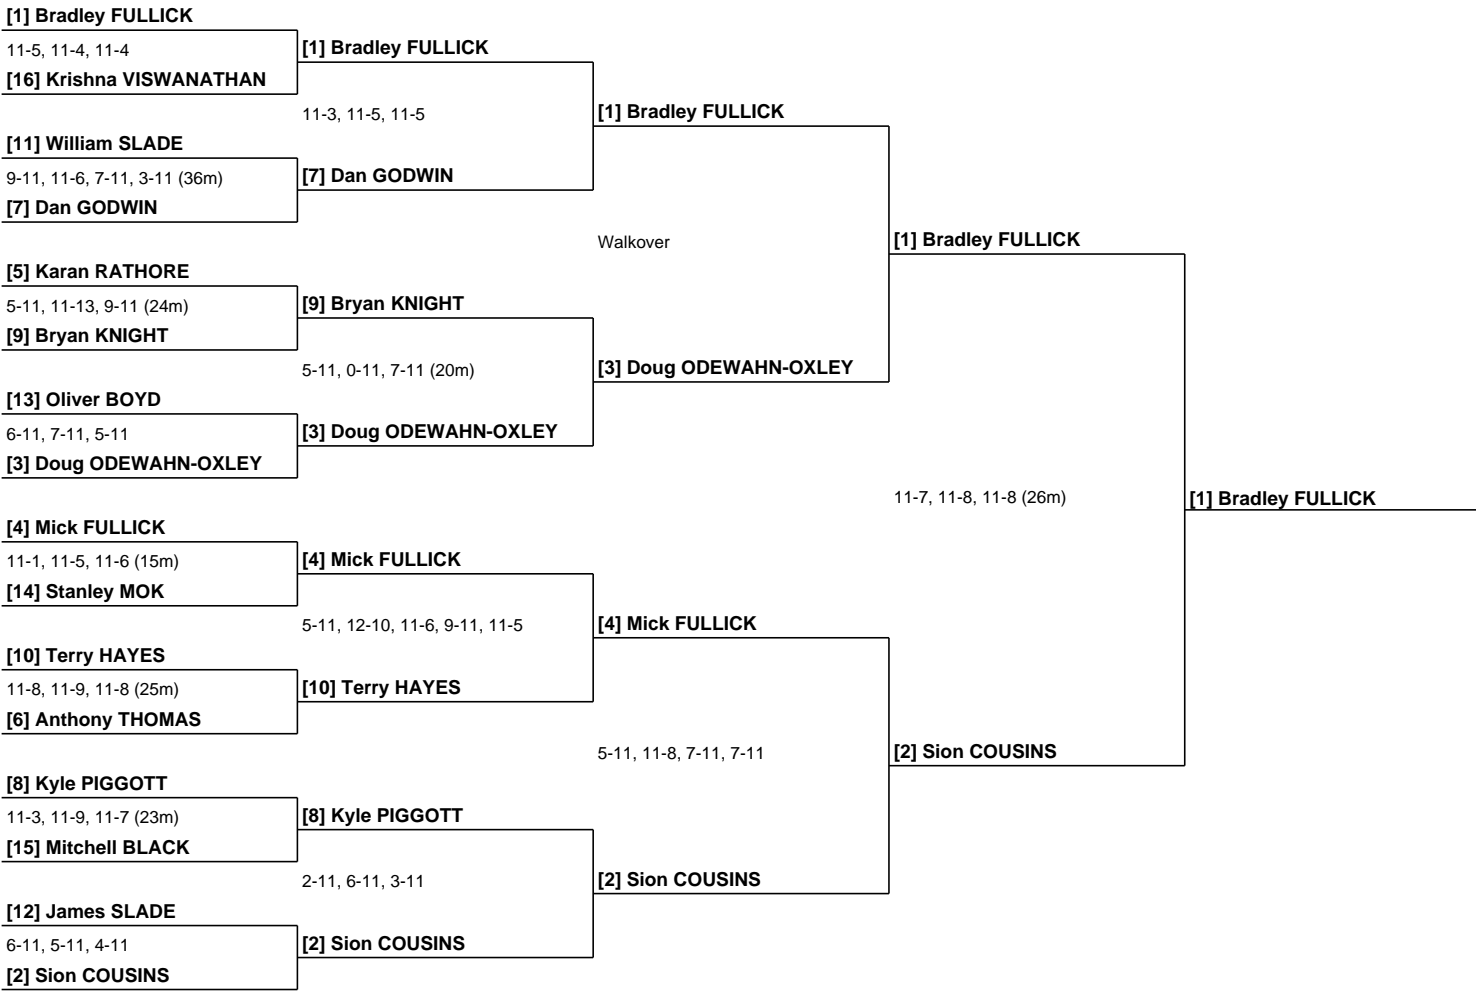 [1] Bradley FULLICK
11-5, 11-4, 11-4
[16] Krishna VISWANATHAN
[11] William SLADE
9-11, 11-6, 7-11, 3-11 (36m)
[7] Dan GODWIN
[5] Karan RATHORE
5-11, 11-13, 9-11 (24m)
[9] Bryan KNIGHT
[13] Oliver BOYD
6-11, 7-11, 5-11
[3] Doug ODEWAHN-OXLEY
[4] Mick FULLICK
11-1, 11-5, 11-6 (15m)
[14] Stanley MOK
[10] Terry HAYES
11-8, 11-9, 11-8 (25m)
[6] Anthony THOMAS
[8] Kyle PIGGOTT
11-3, 11-9, 11-7 (23m)
[15] Mitchell BLACK
[12] James SLADE
6-11, 5-11, 4-11
[2] Sion COUSINS
[1] Bradley FULLICK
11-3, 11-5, 11-5
[7] Dan GODWIN
[9] Bryan KNIGHT
5-11, 0-11, 7-11 (20m)
[3] Doug ODEWAHN-OXLEY
[4] Mick FULLICK
5-11, 12-10, 11-6, 9-11, 11-5
[10] Terry HAYES
[8] Kyle PIGGOTT
2-11, 6-11, 3-11
[2] Sion COUSINS
[1] Bradley FULLICK
Walkover
[3] Doug ODEWAHN-OXLEY
[4] Mick FULLICK
5-11, 11-8, 7-11, 7-11
[2] Sion COUSINS
[1] Bradley FULLICK
11-7, 11-8, 11-8 (26m)
[2] Sion COUSINS
[1] Bradley FULLICK